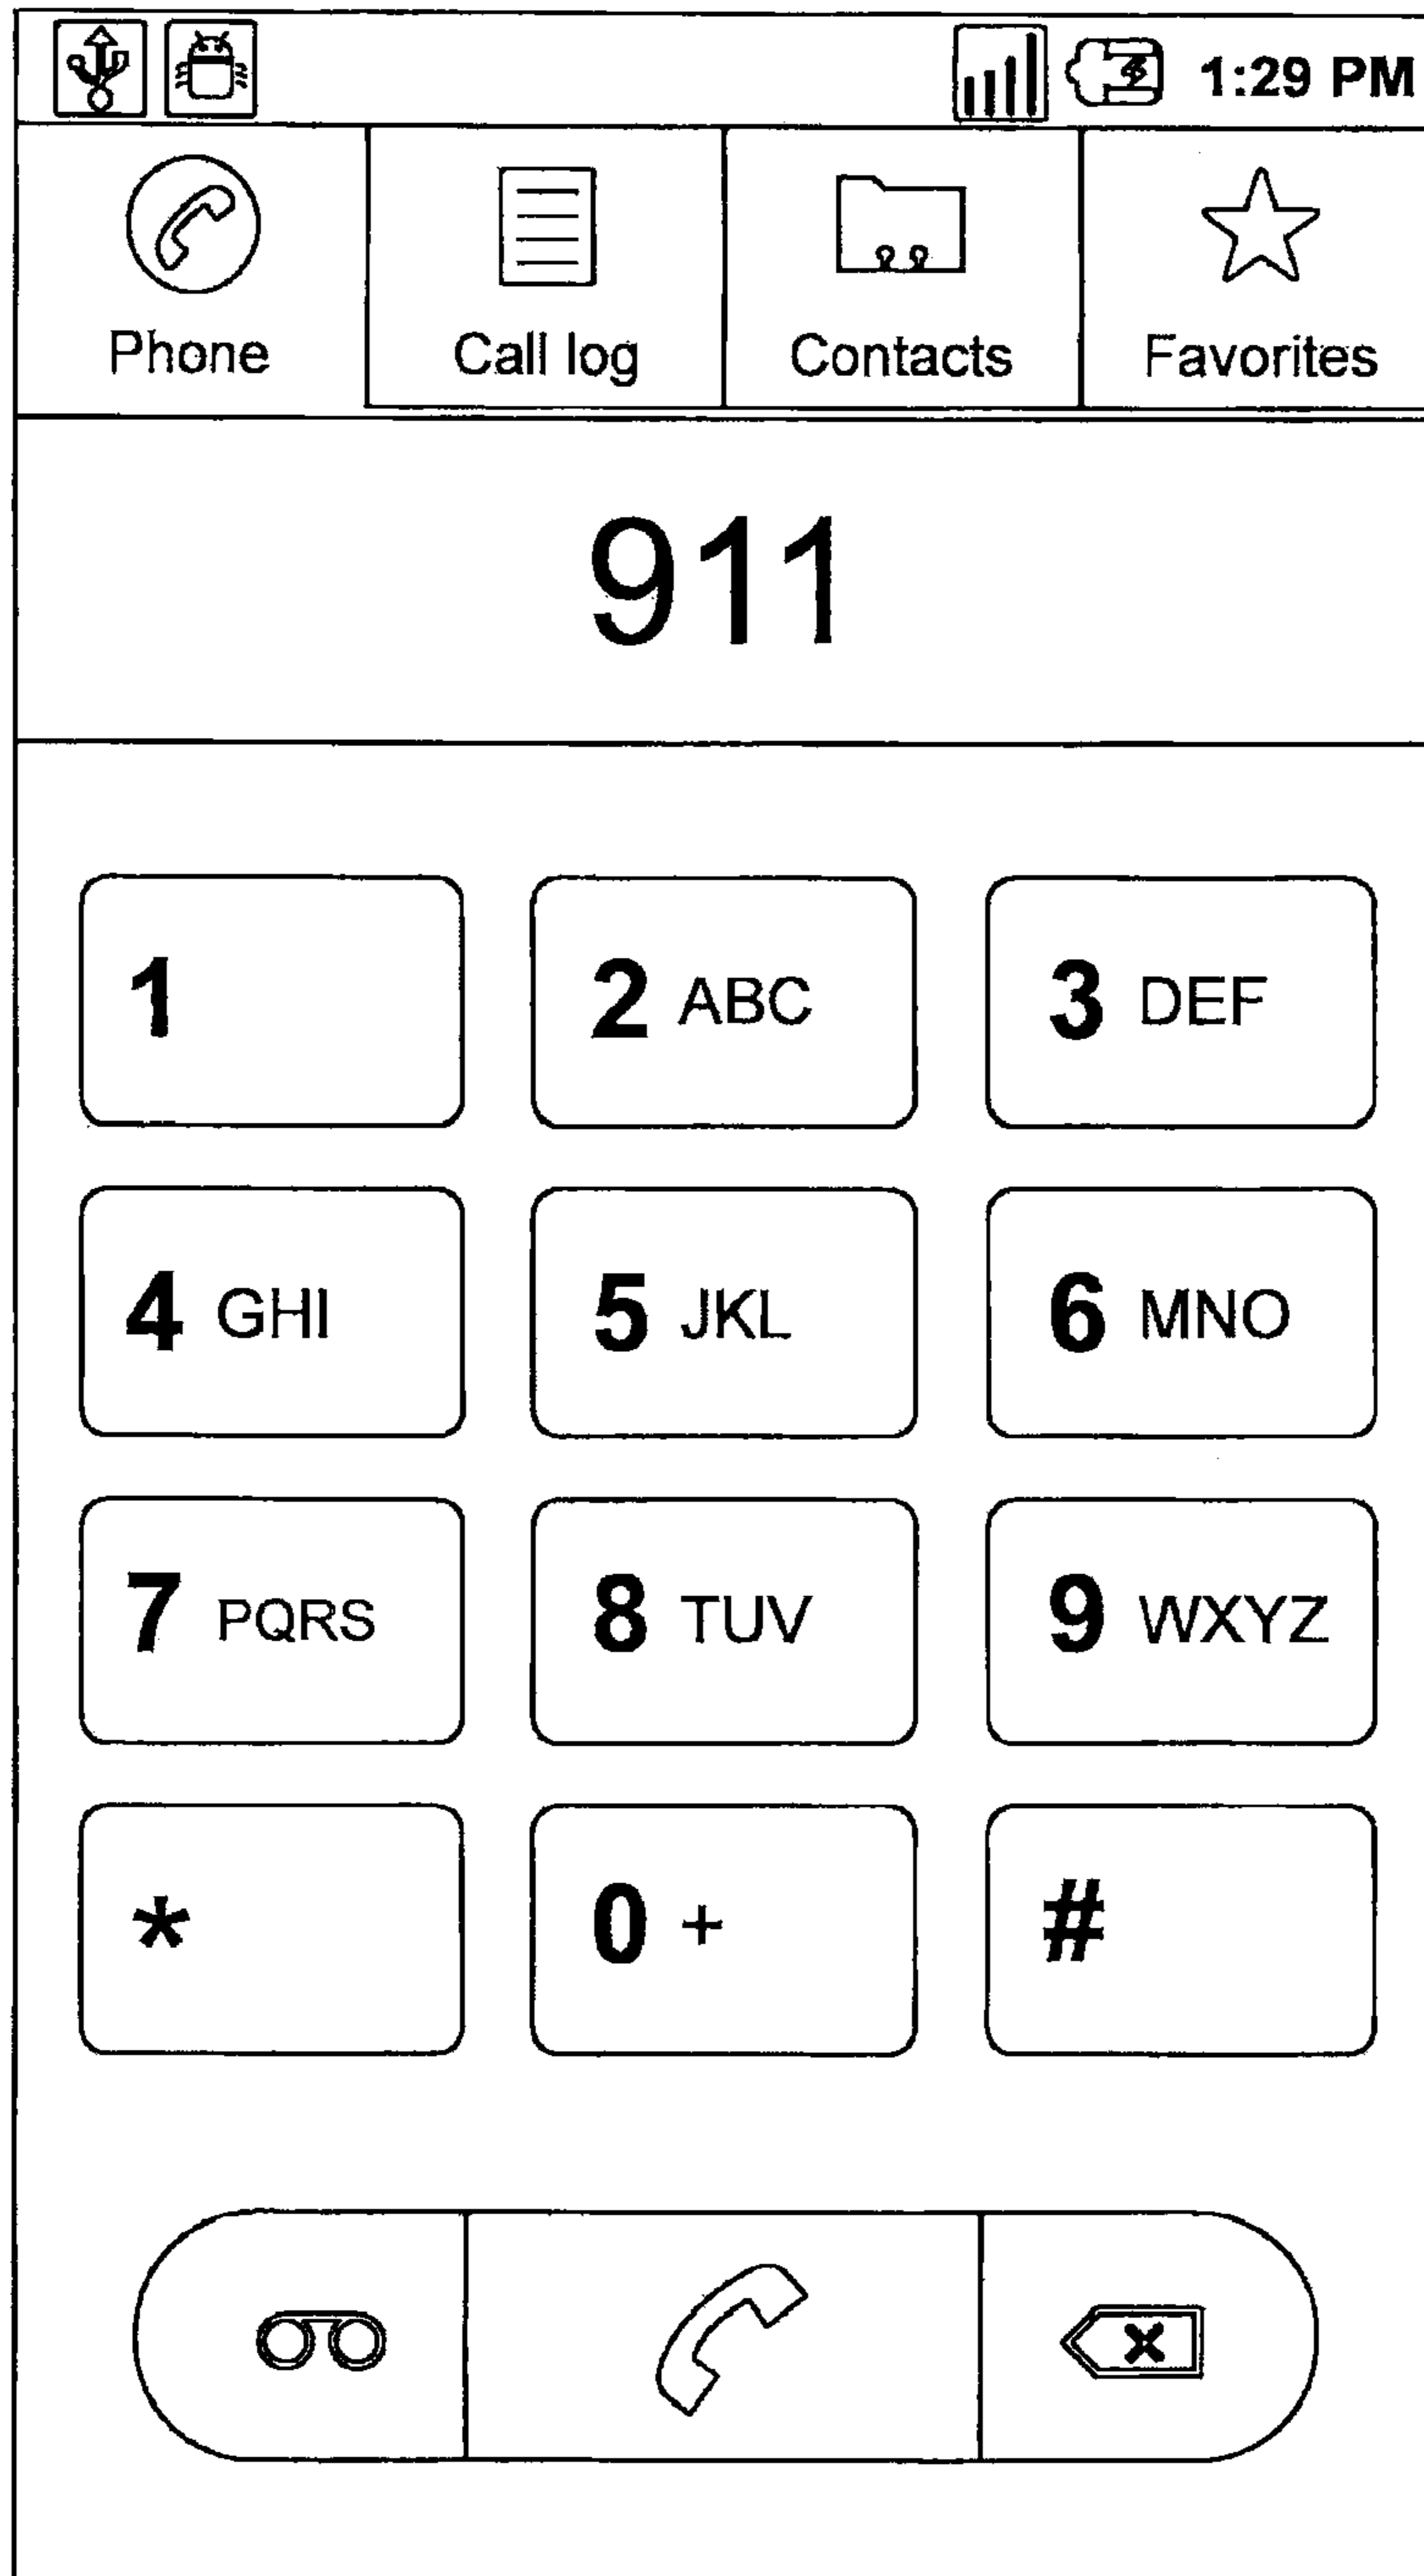 1:29 PM
Phone Call log Contacts Favorites
911
1 2 ABC 3 DEF
4 GHI 5 JKL 6 MNO
7 PQRS 8 TUV 9 WXYZ
* 0 + #